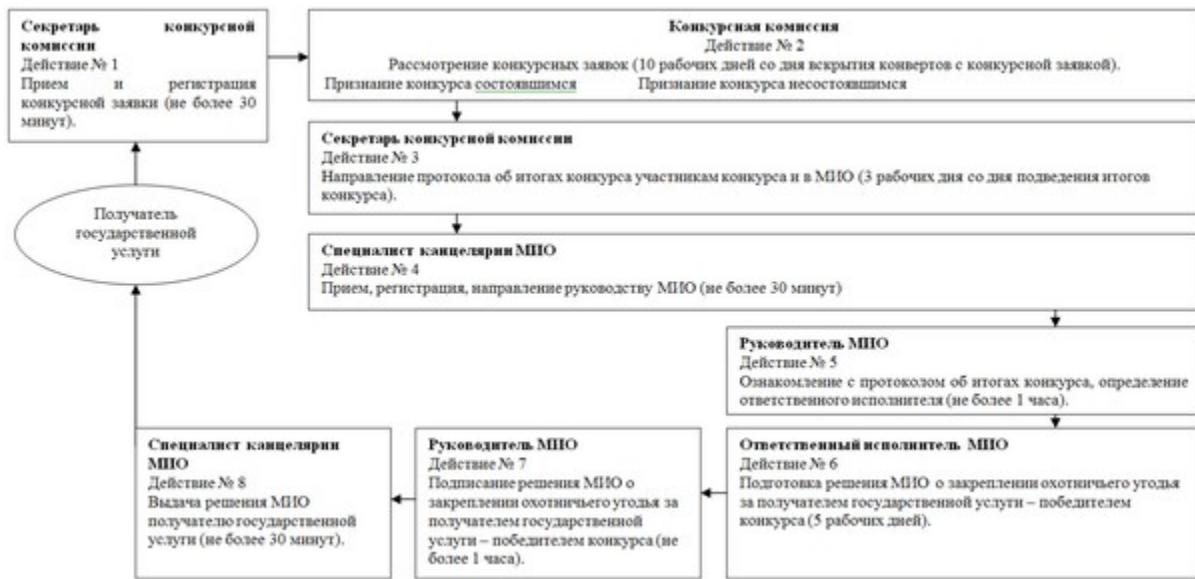 Секретарь конкурсной
комиссии
Действие № 1
Прием и регистрация
конкурсной заявки (не более 30
минут).
Конкурсная комиссия
Действие № 2
Рассмотрение конкурсных заявок (10 рабочих дней со дня вскрытия конвертов с конкурсной заявкой).
Признание конкурса состоявшимся Признание конкурса несостоявшимся
Секретарь конкурсной комиссии
Действие № 3
Направление протокола об итогах конкурса участникам конкурса и в МИО (3 рабочих дня со дня подведения итогов
конкурса).
Получатель
государственной
услуги
Специалист канцелярии МИО
Действие № 4
Прием, регистрация, направление руководству МИО (не более 30 минут)
Руководитель МИО
Действие № 5
Ознакомление с протоколом об итогах конкурса, определение
ответственного исполнителя (не более 1 часа).
Ответственный исполнитель МИО
Действие № 6
Подготовка решения МИО о закреплении охотничьего угодья
за получателем государственной услуги – победителем
конкурса (5 рабочих дней).
Руководитель МИО
Действие № 7
Подписание решения МИО о
закреплении охотничьего угодья за
получателем государственной
услуги – победителем конкурса (не
более 1 часа).
Специалист канцелярии
МИО
Действие № 8
Выдача решения МИО
получателю государственной
услуги (не более 30 минут).